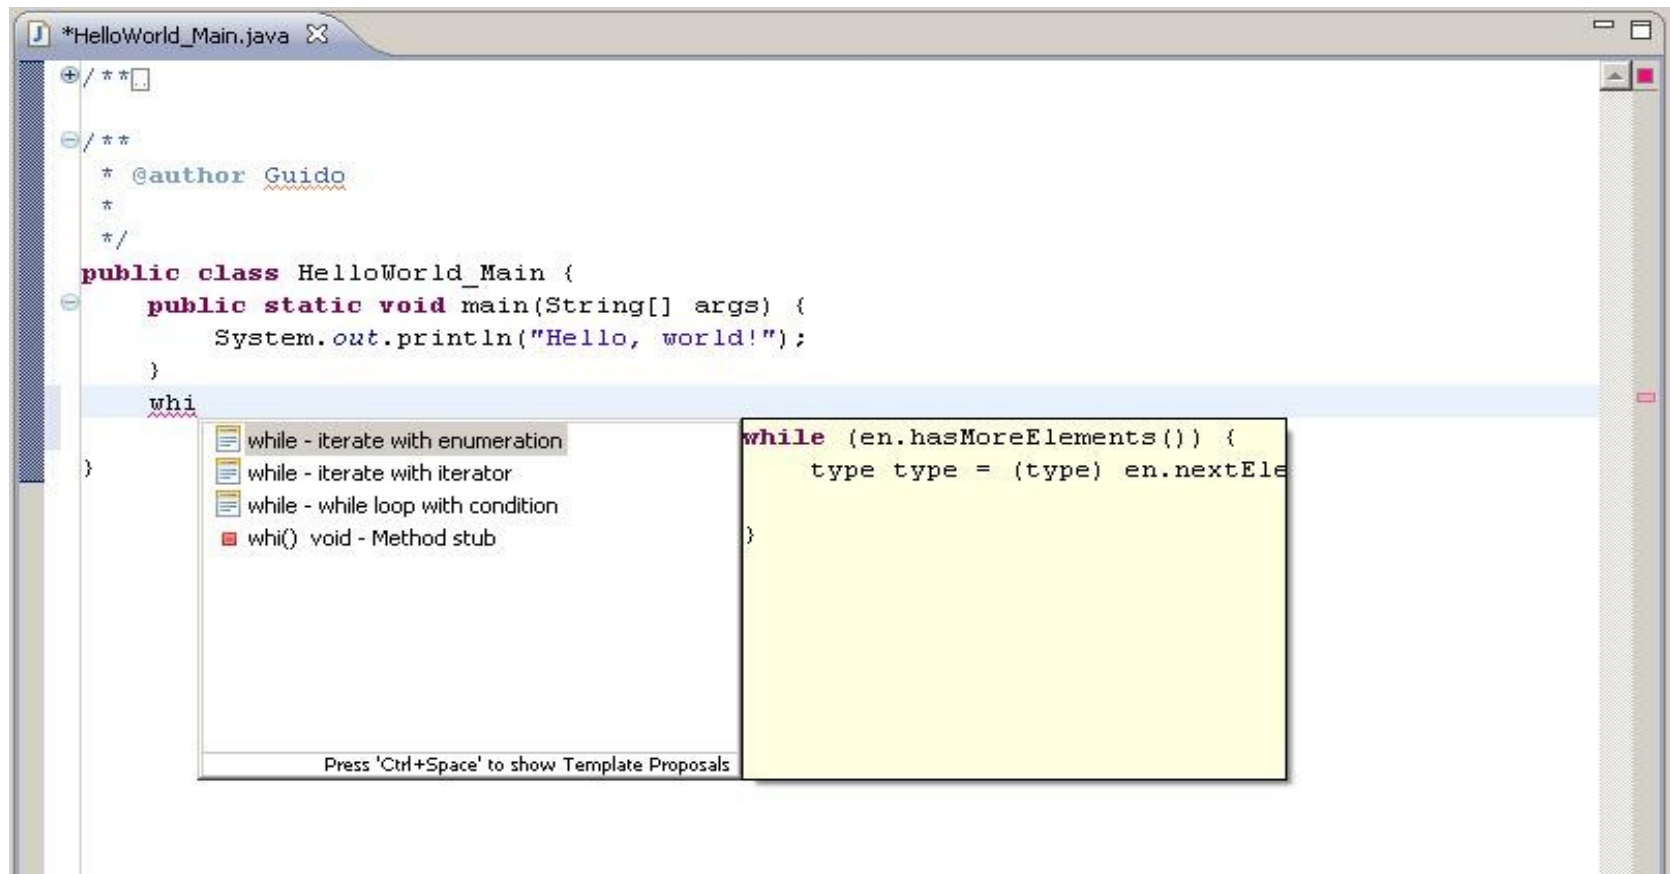 *HelloWorld_Main.java
/**
/**
* @author Guido
*
*/
public class HelloWorld_Main {
public static void main(String[] args) {
System.out.println("Hello, world!");
}
whi
}
while - iterate with enumeration
while - iterate with iterator
while - while loop with condition
whi() void - Method stub
Press 'Ctrl+Space' to show Template Proposals
while (en.hasMoreElements()) {
type type = (type) en.nextEle
}